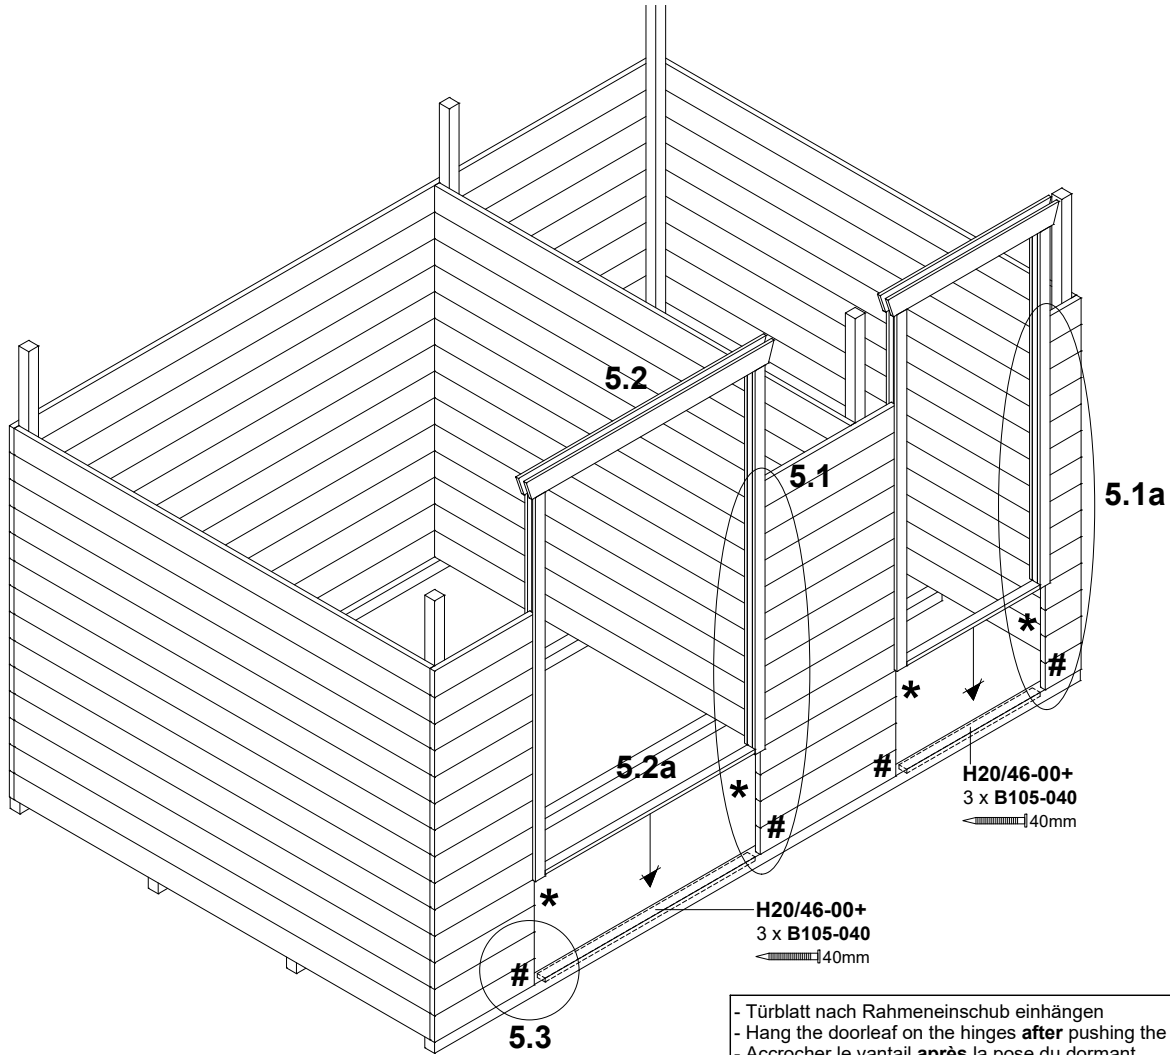 5.2
5.1
5.1a
*
#
*
#
5.2a
*
#
H20/46-00+
3 x B105-040
40mm
*
#
H20/46-00+
3 x B105-040
40mm
5.3
- Türblatt nach Rahmeneinschub einhängen
- Hang the doorleaf on the hinges after pushing the
- Accrocher le vantail après la pose du dormant